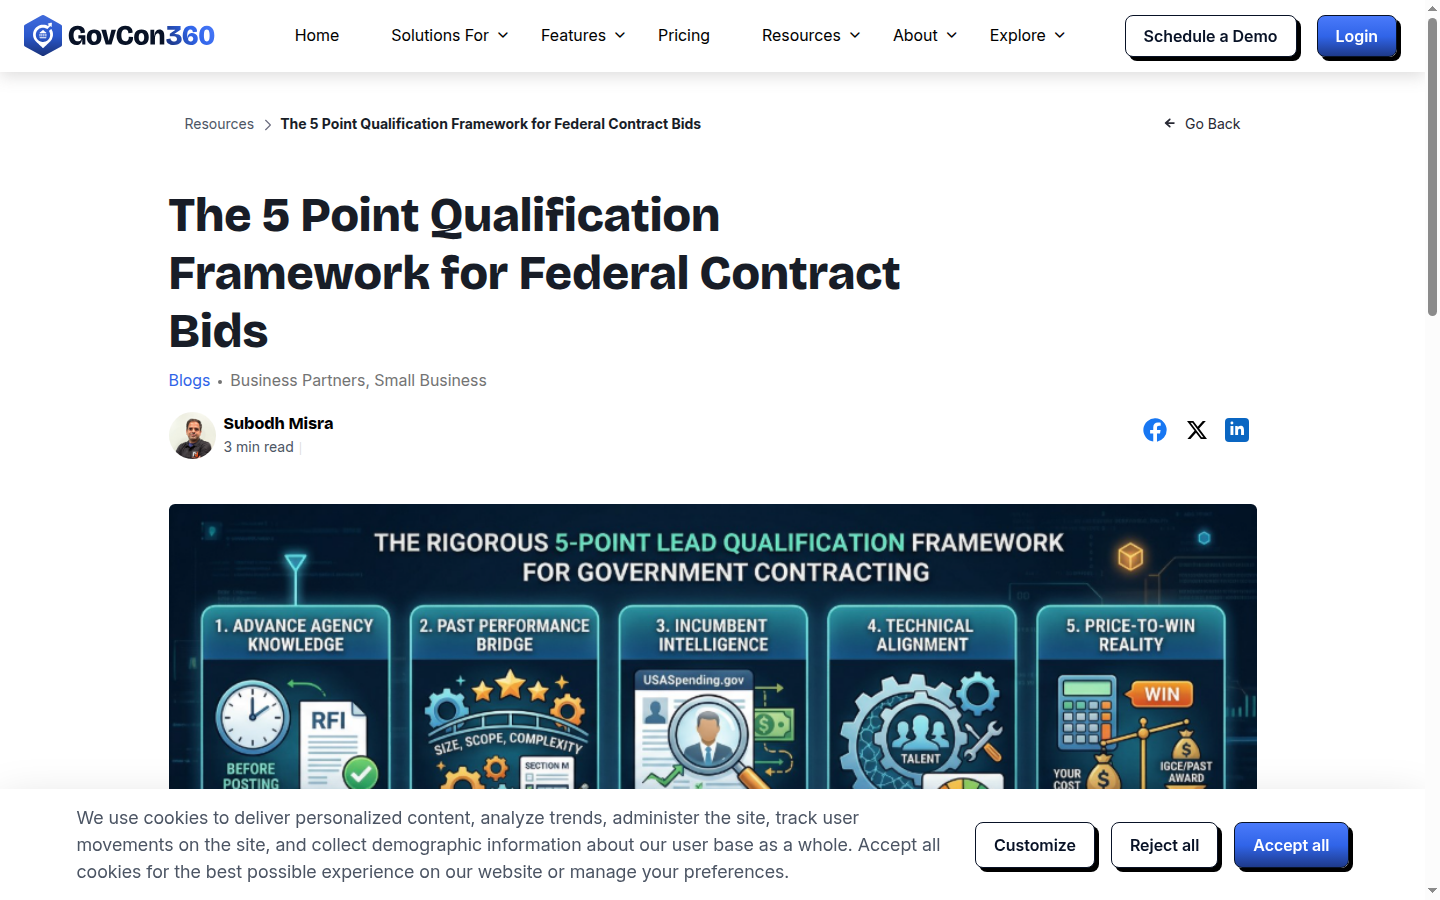 GovCon360
Home
Solutions For
Features
Pricing
Resources
About
Explore
Schedule a Demo
Login
Resources
The 5 Point Qualification Framework for Federal Contract Bids
Go Back
The 5 Point Qualification
Framework for Federal Contract
Bids
Blogs • Business Partners, Small Business
Subodh Misra
3 min read
THE RIGOROUS 5-POINT LEAD QUALIFICATION FRAMEWORK
FOR GOVERNMENT CONTRACTING
1. ADVANCE AGENCY
KNOWLEDGE
RFI
BEFORE
POSTING
2. PAST PERFORMANCE
BRIDGE
SIZE, SCOPE, COMPLEXITY
SECTION M
3. INCUMBENT
INTELLIGENCE
USASpending.gov
4. TECHNICAL
ALIGNMENT
TALENT
5. PRICE-TO-WIN
REALITY
WIN
YOUR
COST
IGCE/PAST
AWARD
We use cookies to deliver personalized content, analyze trends, administer the site, track user
movements on the site, and collect demographic information about our user base as a whole. Accept all
cookies for the best possible experience on our website or manage your preferences.
Customize
Reject all
Accept all